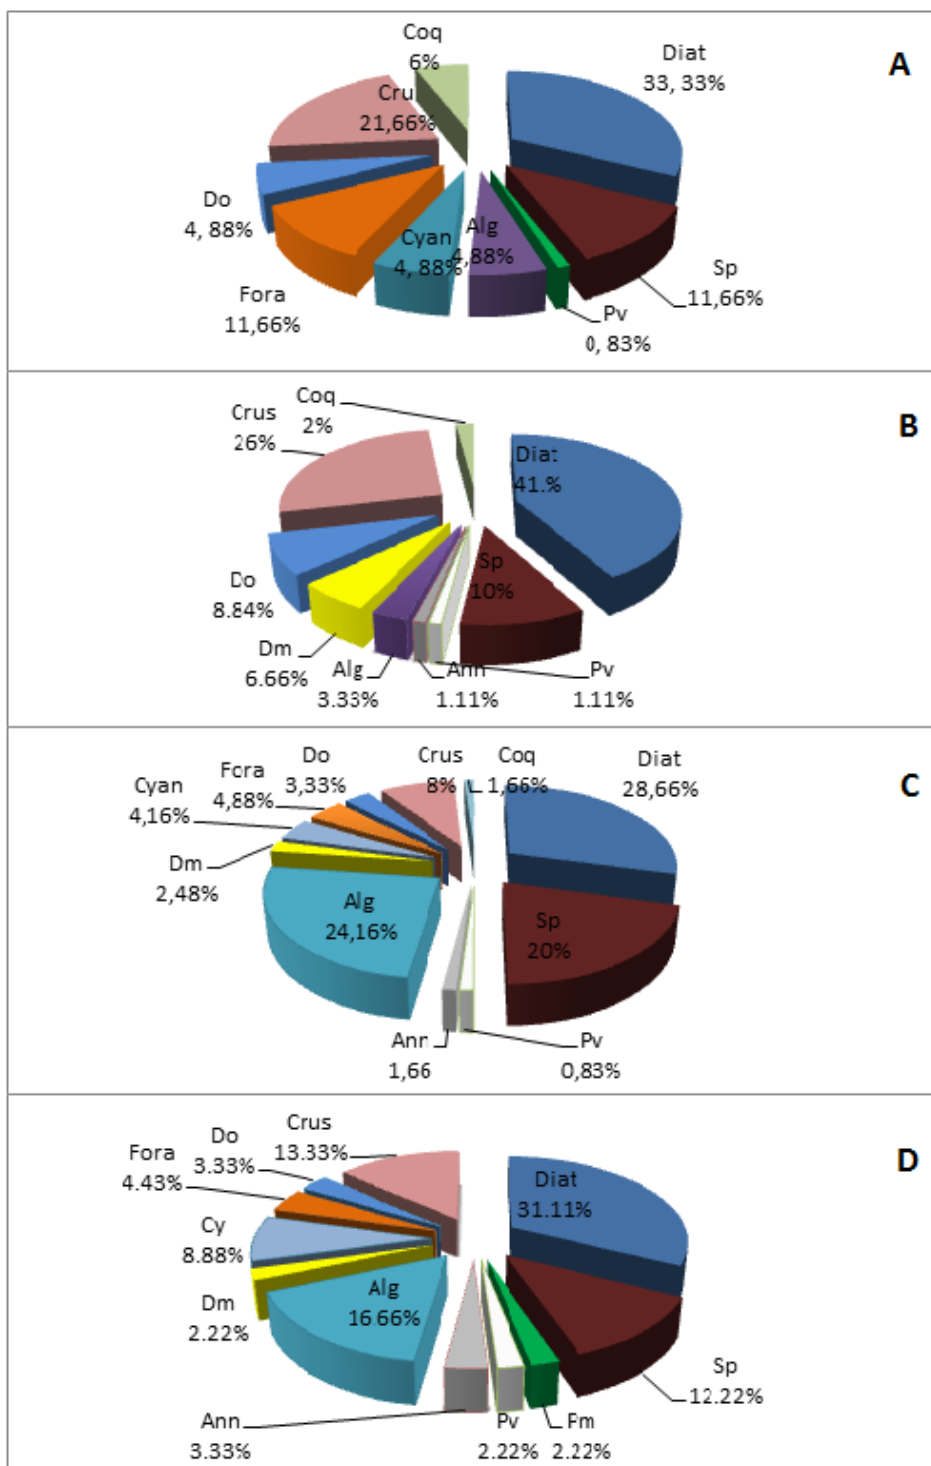 A
Coq
6%
Diat
33, 33%
Crus
21,66%
Do
4, 88%
Fora
11,66%
Cyan
4, 88%
Alg
4,88%
Pv
0, 83%
Sp
11,66%
B
Coq
2%
Crus
26%
Diat
41.%
Do
8.84%
Dm
6.66%
Alg
3.33%
Ann
1.11%
Pv
1.11%
Sp
10%
C
Do
3,33%
Crus
8%
Coq
1,66%
Diat
28,66%
Fora
4,88%
Cyan
4,16%
Dm
2,48%
Alg
24,16%
Sp
20%
Ann
1,66
Pv
0,83%
D
Crus
13.33%
Do
3.33%
Fora
4.43%
Cy
8.88%
Dm
2.22%
Alg
16.66%
Diat
31.11%
Sp
12.22%
Ann
3.33%
Pv
2.22%
Fm
2.22%